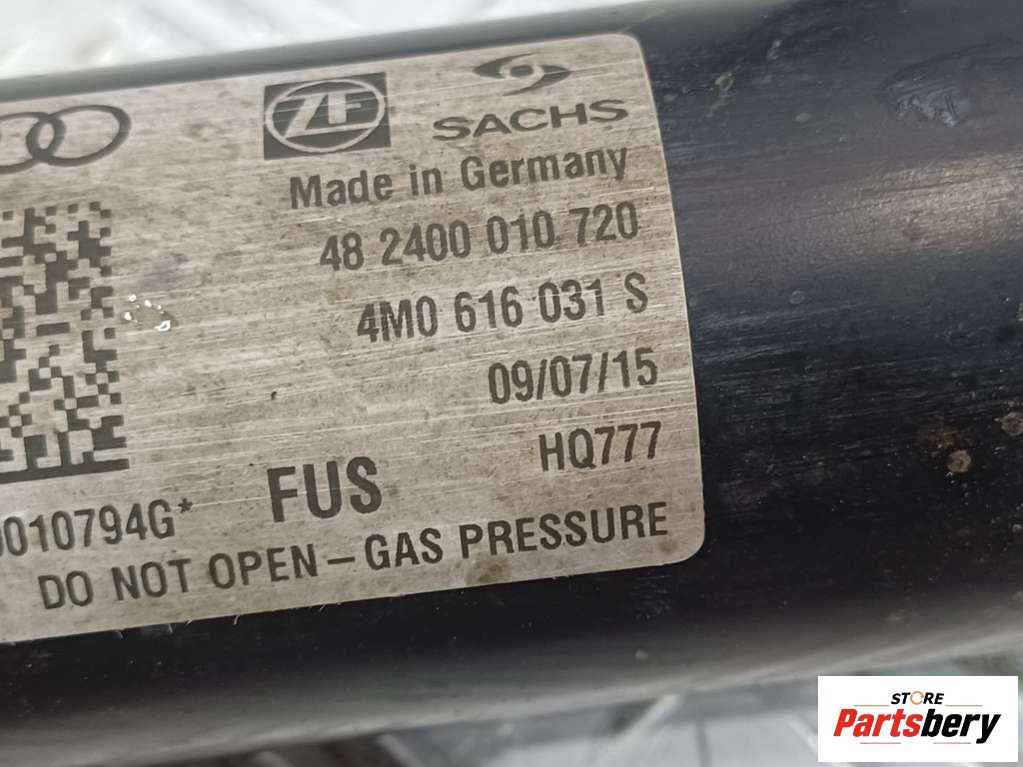 ZF
SACHS
Made in Germany
48 2400 010 720
4M0 616 031 S
09/07/15
HQ777
FUS
010794G*
DO NOT OPEN – GAS PRESSURE
STORE
Partsbery